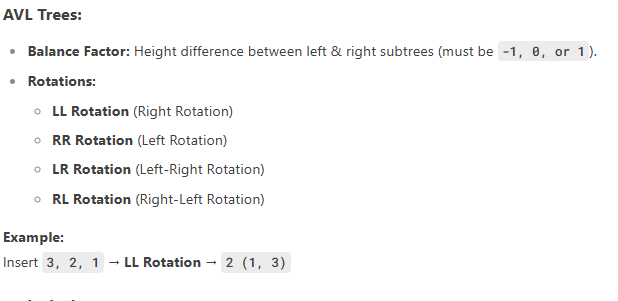 AVL Trees:
• Balance Factor: Height difference between left & right subtrees (must be -1, 0, or 1).
• Rotations:
○ LL Rotation (Right Rotation)
○ RR Rotation (Left Rotation)
○ LR Rotation (Left-Right Rotation)
○ RL Rotation (Right-Left Rotation)
Example:
Insert 3, 2, 1 → LL Rotation → 2 (1, 3)